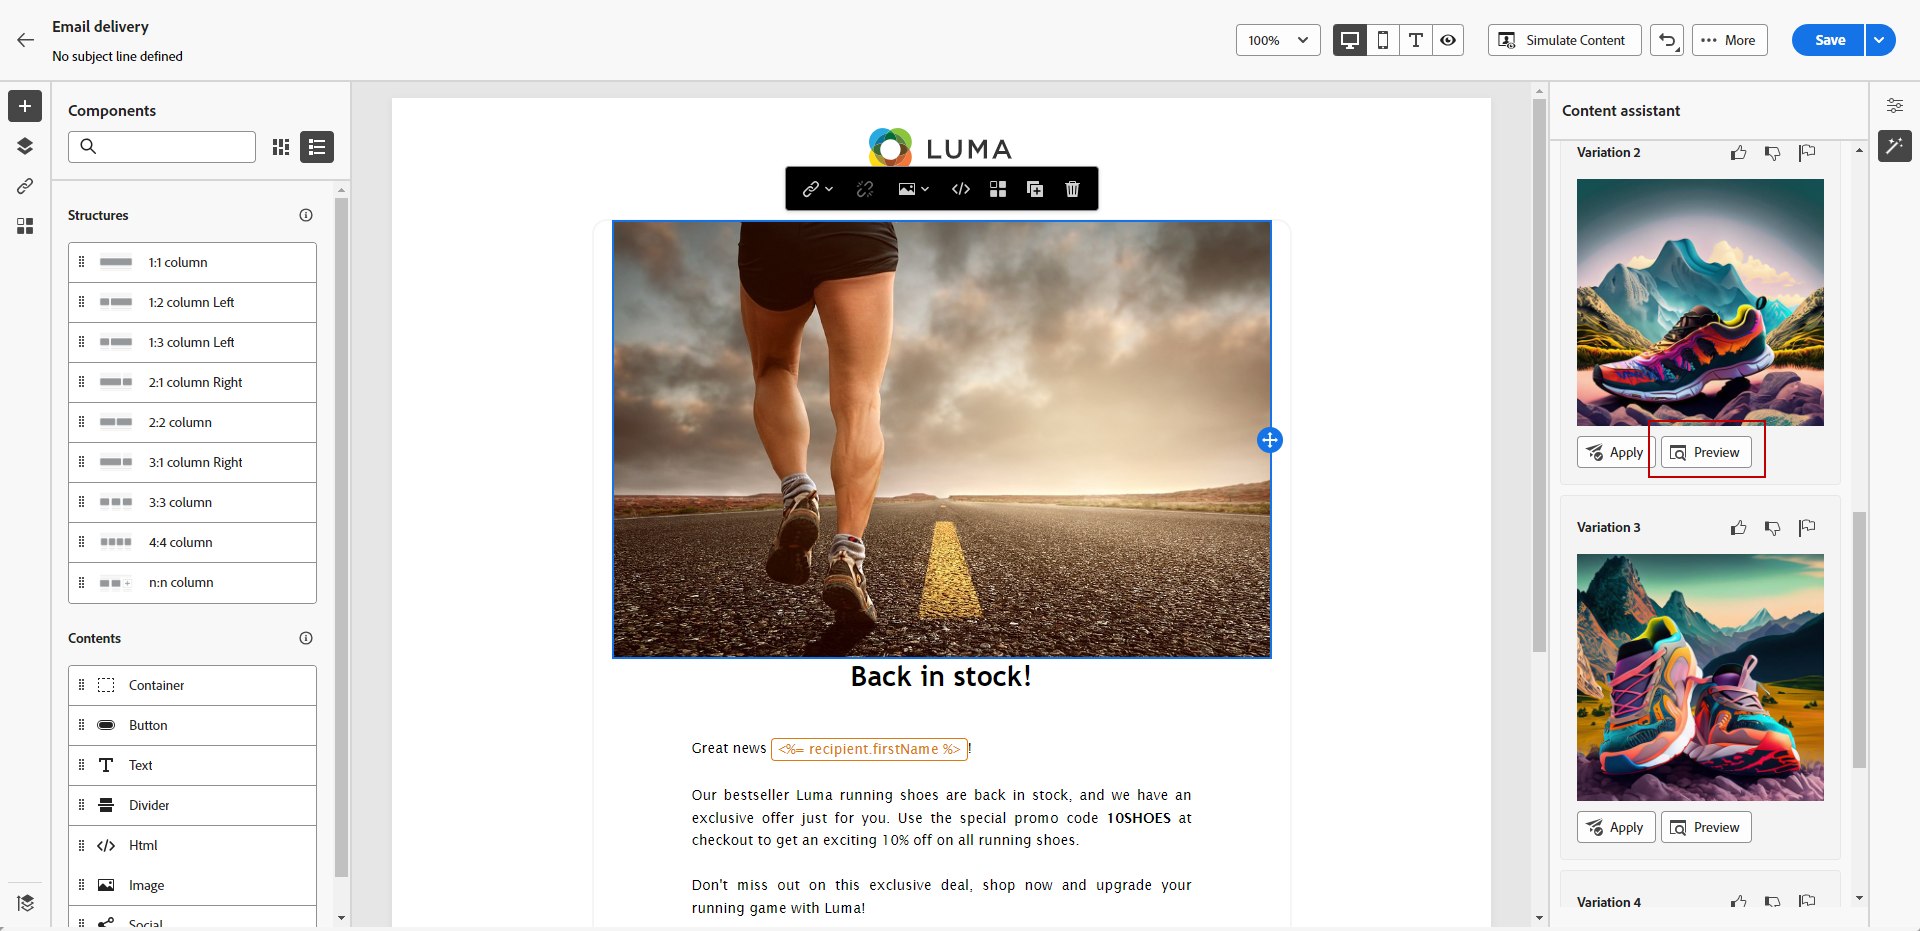 Email delivery
No subject line defined
100%
Simulate Content
More
Save
Components
Structures
1:1 column
1:2 column Left
1:3 column Left
2:1 column Right
2:2 column
3:1 column Right
3:3 column
4:4 column
n:n column
Contents
Container
Button
Text
Divider
Html
Image
Social
LUMA
Back in stock!
Great news <%= recipient.firstName %>!
Our bestseller Luma running shoes are back in stock, and we have an
exclusive offer just for you. Use the special promo code 10SHOES at
checkout to get an exciting 10% off on all running shoes.
Don't miss out on this exclusive deal, shop now and upgrade your
running game with Luma!
Content assistant
Variation 2
Apply
Preview
Variation 3
Apply
Preview
Variation 4